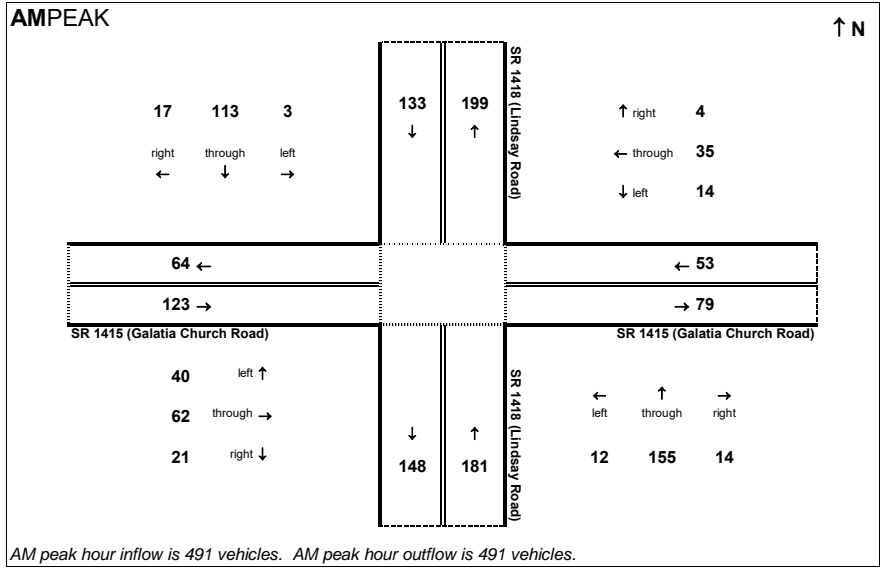 AMPEAK
↑ N
SR 1418 (Lindsay Road)
133 199
↓ ↑
17 113 3
right through left
← ↓ →
↑ right 4
← through 35
↓ left 14
64 ←
← 53
123 →
→ 79
SR 1415 (Galatia Church Road)
SR 1415 (Galatia Church Road)
40 left ↑
62 through →
21 right ↓
↓ ↑
148 181
SR 1418 (Lindsay Road)
← ↑ →
left through right
12 155 14
AM peak hour inflow is 491 vehicles. AM peak hour outflow is 491 vehicles.